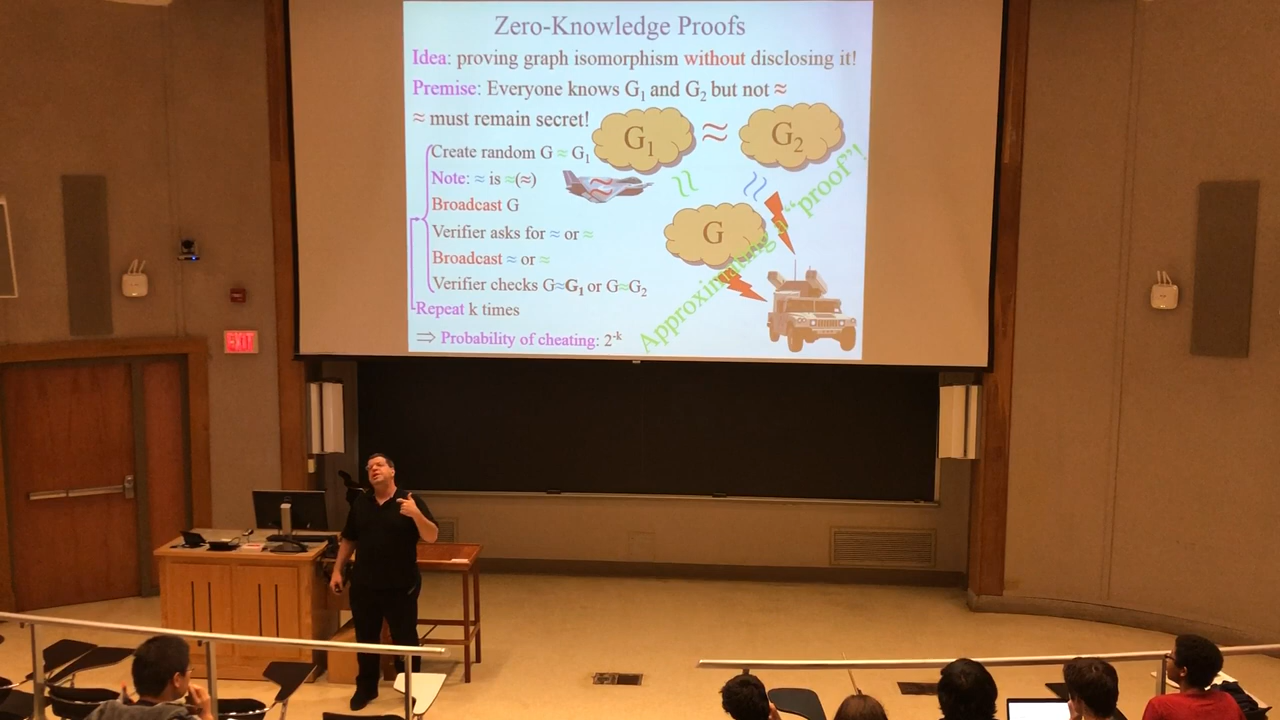 Zero-Knowledge Proofs
Idea: proving graph isomorphism without disclosing it!
Premise: Everyone knows G₁ and G₂ but not ≈
≈ must remain secret!
G₁ ≈ G₂
Create random G ≈ G₁
Note: ≈ is ≈(≈)
≈ ≈ ≈
Broadcast G
G
Verifier asks for ≈ or ≈
Broadcast ≈ or ≈
Verifier checks G≈G₁ or G≈G₂
Repeat k times
⇒ Probability of cheating: 2⁻ᵏ
Approximating a "proof"!